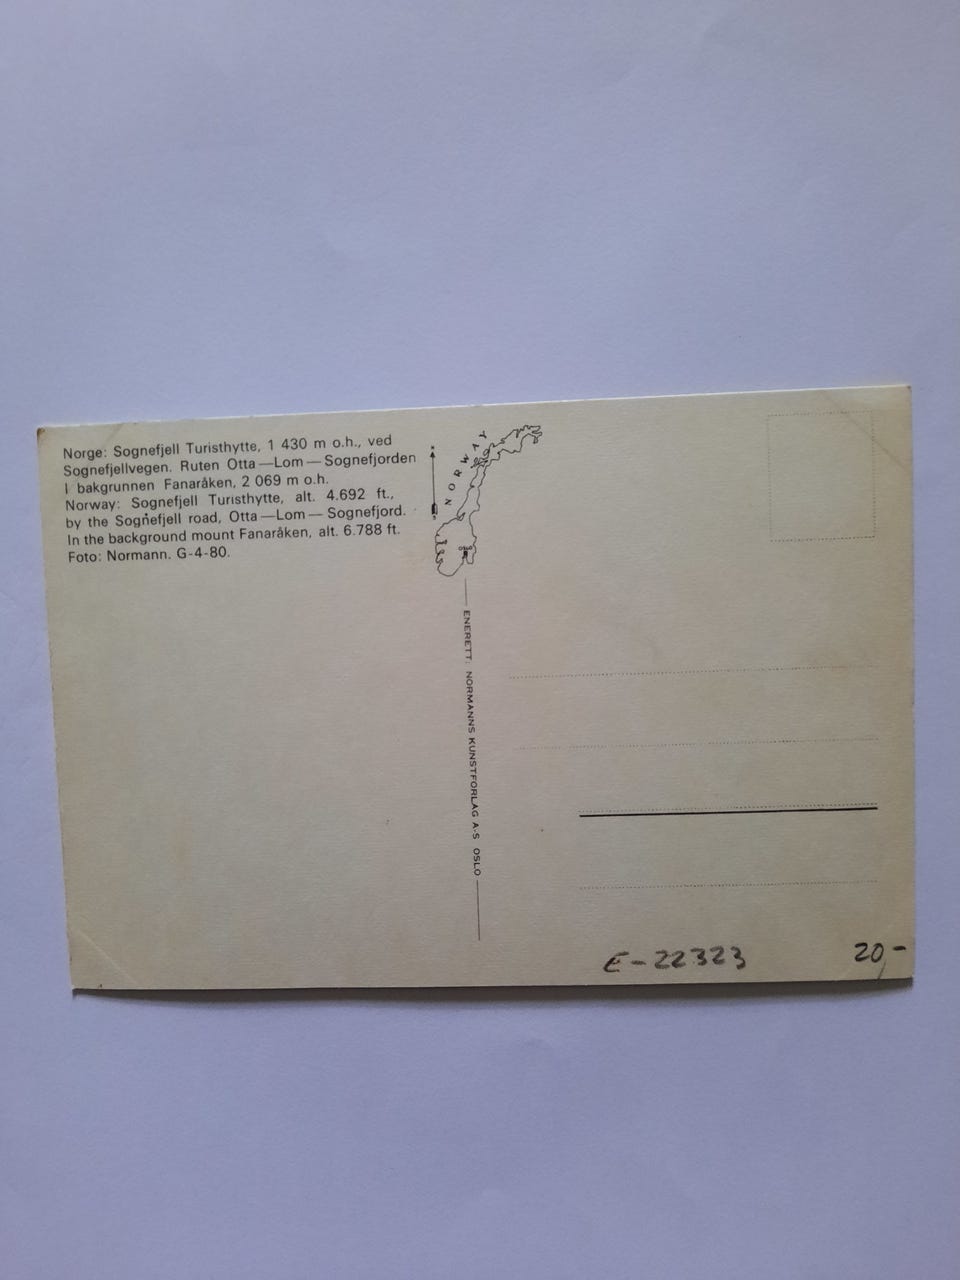 Norge: Sognefjell Turisthytte, 1 430 m o.h., ved
Sognefjellvegen. Ruten Otta — Lom — Sognefjorden
I bakgrunnen Fanaråken, 2 069 m o.h.
Norway: Sognefjell Turisthytte, alt. 4.692 ft.,
by the Sognefjell road, Otta — Lom — Sognefjord.
In the background mount Fanaråken, alt. 6.788 ft.
Foto: Normann. G-4-80.
NORWAY
ENERETT: NORMANNS KUNSTFORLAG A-S OSLO
E-22323
20,-